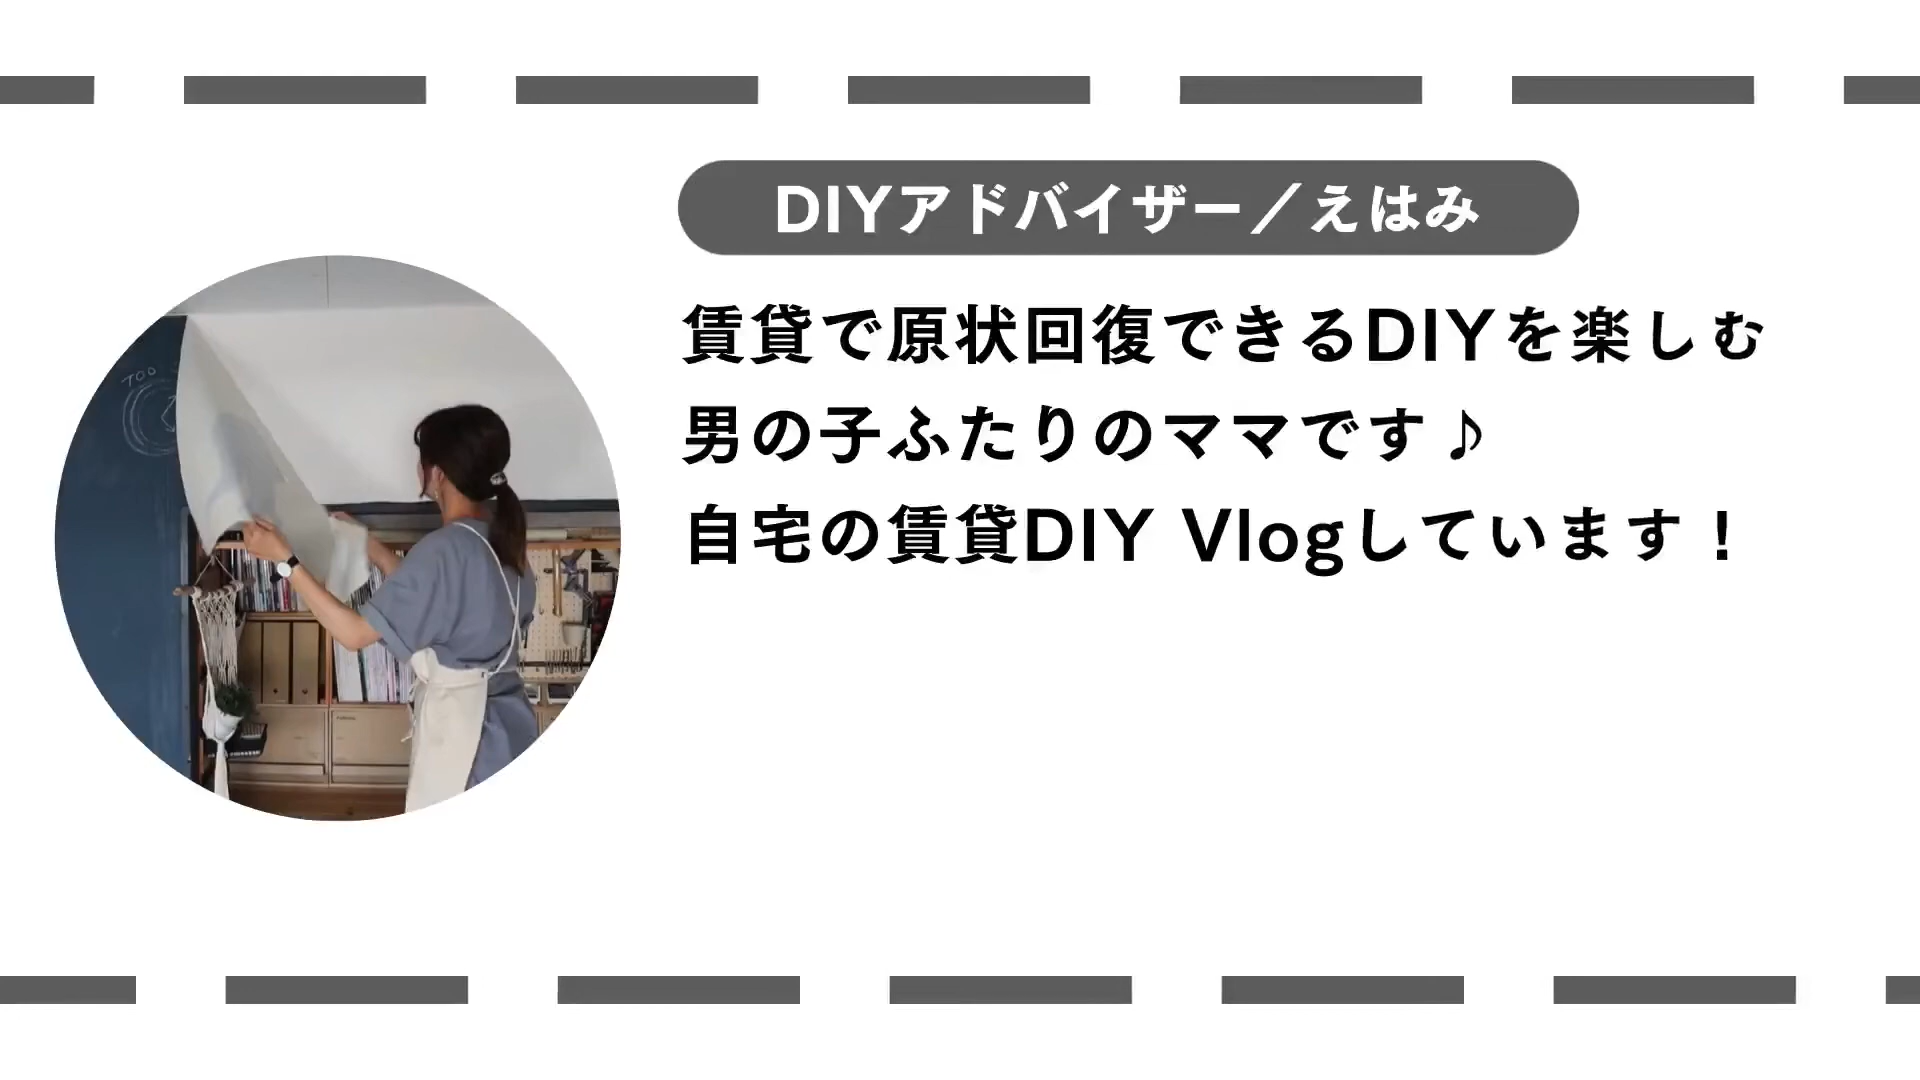 DIYアドバイザー／えはみ
賃貸で原状回復できるDIYを楽しむ
男の子ふたりのママです♪
自宅の賃貸DIY Vlogしています！
TOO